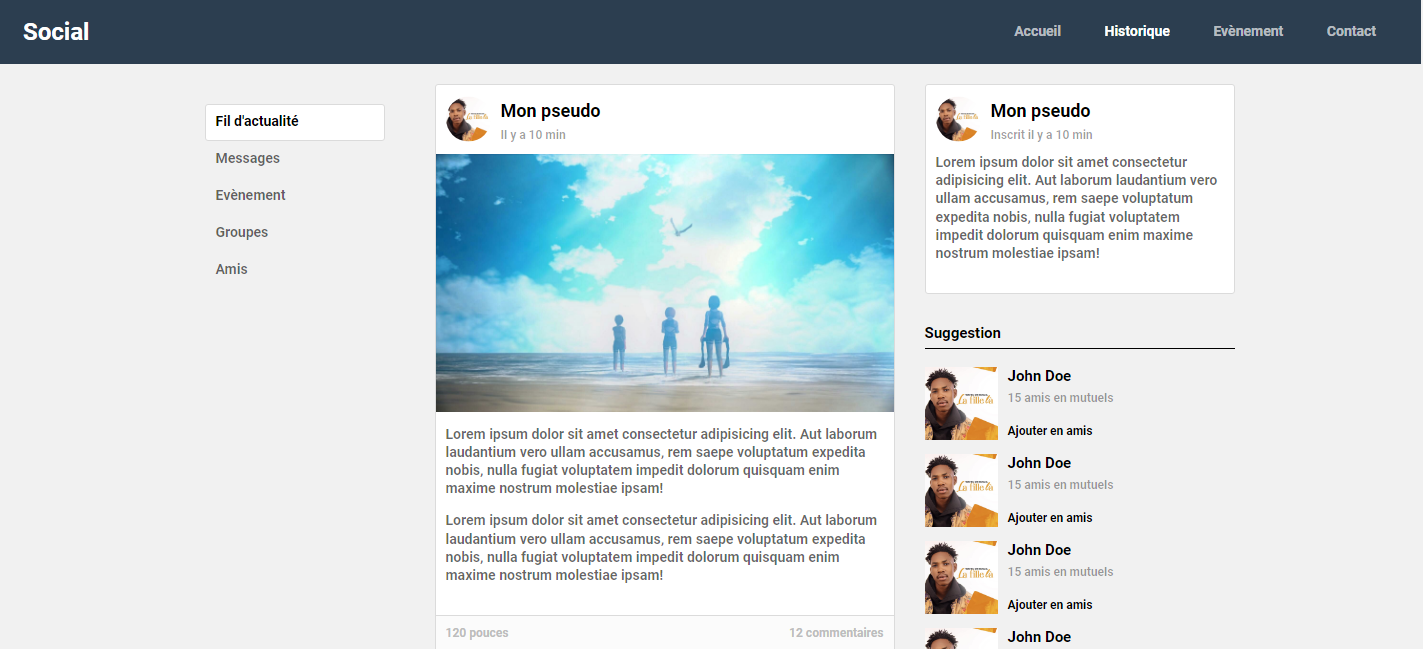 Social
Accueil
Historique
Evènement
Contact
Fil d'actualité
Messages
Evènement
Groupes
Amis
Mon pseudo
Il y a 10 min
Lorem ipsum dolor sit amet consectetur adipisicing elit. Aut laborum
laudantium vero ullam accusamus, rem saepe voluptatum expedita
nobis, nulla fugiat voluptatem impedit dolorum quisquam enim
maxime nostrum molestiae ipsam!
Lorem ipsum dolor sit amet consectetur adipisicing elit. Aut laborum
laudantium vero ullam accusamus, rem saepe voluptatum expedita
nobis, nulla fugiat voluptatem impedit dolorum quisquam enim
maxime nostrum molestiae ipsam!
120 pouces
12 commentaires
Mon pseudo
Inscrit il y a 10 min
Lorem ipsum dolor sit amet consectetur
adipisicing elit. Aut laborum laudantium vero
ullam accusamus, rem saepe voluptatum
expedita nobis, nulla fugiat voluptatem
impedit dolorum quisquam enim maxime
nostrum molestiae ipsam!
Suggestion
John Doe
15 amis en mutuels
Ajouter en amis
John Doe
15 amis en mutuels
Ajouter en amis
John Doe
15 amis en mutuels
Ajouter en amis
John Doe